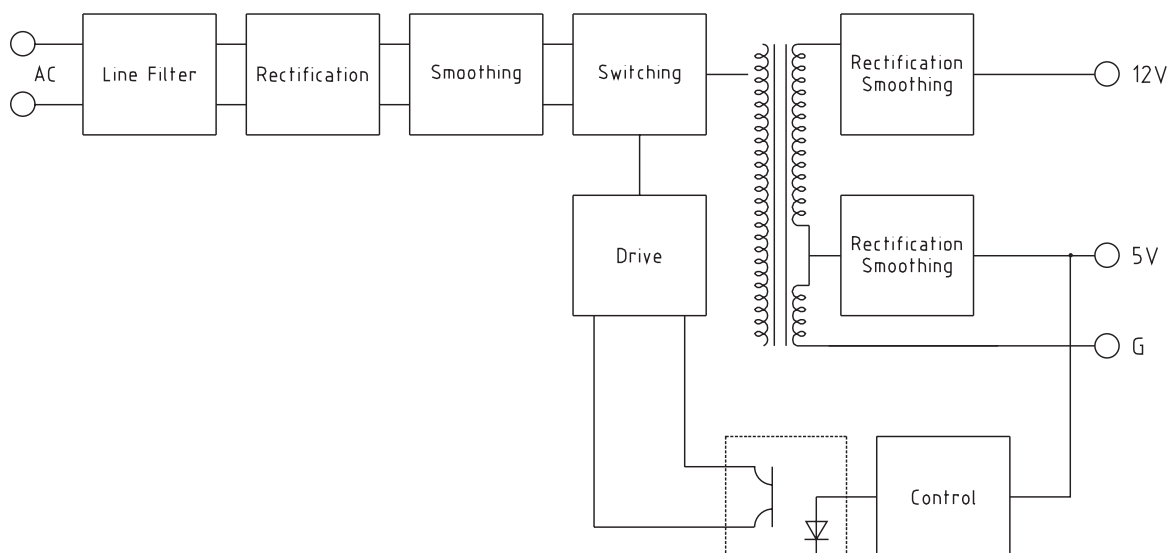 AC
Line Filter
Rectification
Smoothing
Switching
Rectification
Smoothing
12V
Drive
Rectification
Smoothing
5V
G
Control